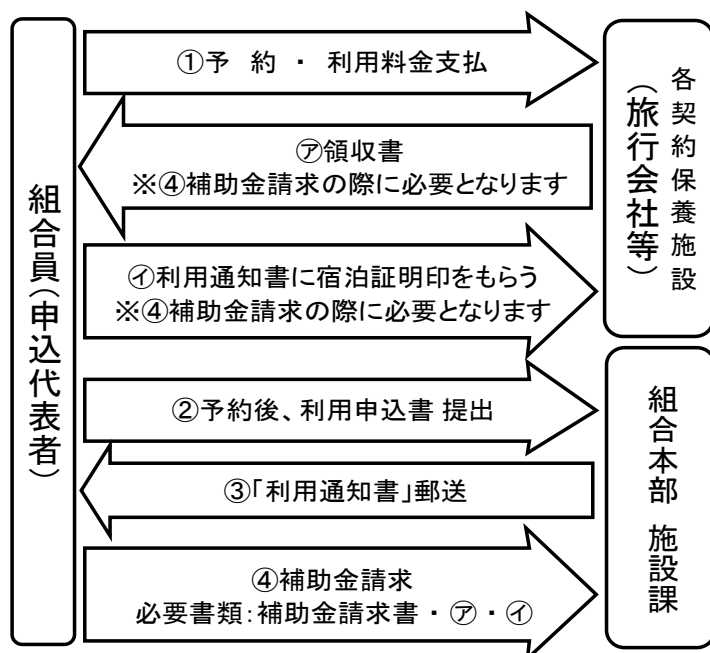 組合員(申込代表者)
①予 約 ・ 利用料金支払
㋐領収書
※④補助金請求の際に必要となります
㋑利用通知書に宿泊証明印をもらう
※④補助金請求の際に必要となります
②予約後、利用申込書 提出
③「利用通知書」郵送
④補助金請求
必要書類:補助金請求書 ・ ㋐ ・ ㋑
各契約保養施設
(旅行会社等)
組合本部 施設課